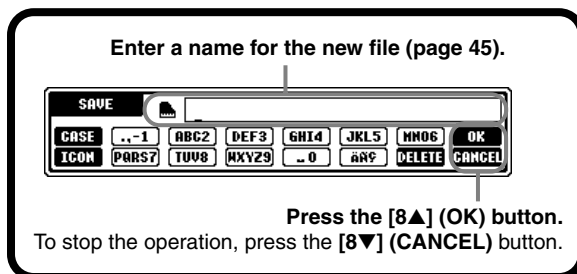 Enter a name for the new file (page 45).
SAVE
CASE .,-1 ABC2 DEF3 GHI4 JKL5 MNO6 OK
ICON PQRS7 TUV8 WXYZ9 _0 äñç DELETE CANCEL
Press the [8▲] (OK) button.
To stop the operation, press the [8▼] (CANCEL) button.